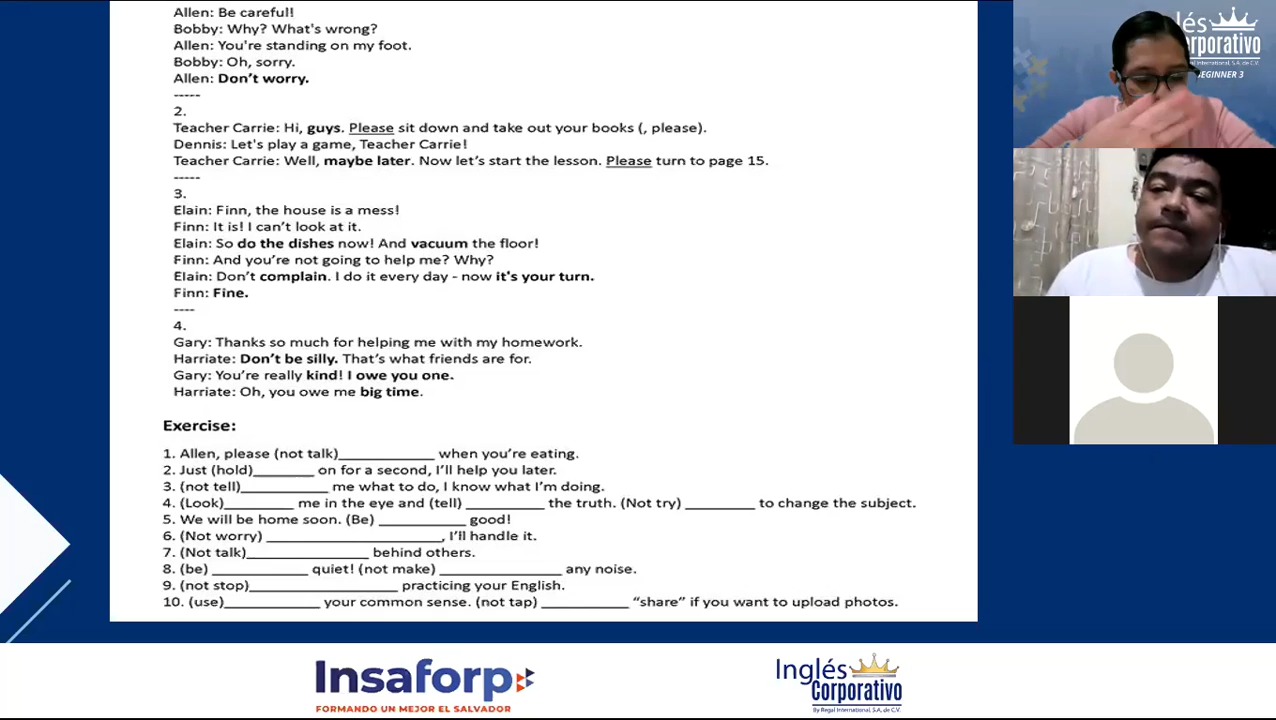 Allen: Be careful!
Bobby: Why? What's wrong?
Allen: You're standing on my foot.
Bobby: Oh, sorry.
Allen: Don't worry.
-----
2.
Teacher Carrie: Hi, guys. Please sit down and take out your books (, please).
Dennis: Let's play a game, Teacher Carrie!
Teacher Carrie: Well, maybe later. Now let's start the lesson. Please turn to page 15.
-----
3.
Elain: Finn, the house is a mess!
Finn: It is! I can't look at it.
Elain: So do the dishes now! And vacuum the floor!
Finn: And you're not going to help me? Why?
Elain: Don't complain. I do it every day - now it's your turn.
Finn: Fine.
----
4.
Gary: Thanks so much for helping me with my homework.
Harriate: Don't be silly. That's what friends are for.
Gary: You're really kind! I owe you one.
Harriate: Oh, you owe me big time.
Exercise:
1. Allen, please (not talk)____________ when you're eating.
2. Just (hold)_______ on for a second, I'll help you later.
3. (not tell)___________ me what to do, I know what I'm doing.
4. (Look)_________ me in the eye and (tell) __________ the truth. (Not try) _________ to change the subject.
5. We will be home soon. (Be) ___________ good!
6. (Not worry) ______________________, I'll handle it.
7. (Not talk)_______________ behind others.
8. (be) ____________ quiet! (not make) _______________ any noise.
9. (not stop)___________________ practicing your English.
10. (use)____________ your common sense. (not tap) ___________ "share" if you want to upload photos.
Insaforp
FORMANDO UN MEJOR EL SALVADOR
Inglés
Corporativo
By Regal International, S.A. de C.V.
lés
rporativo
gal International, S.A. de C.V.
BEGINNER 3